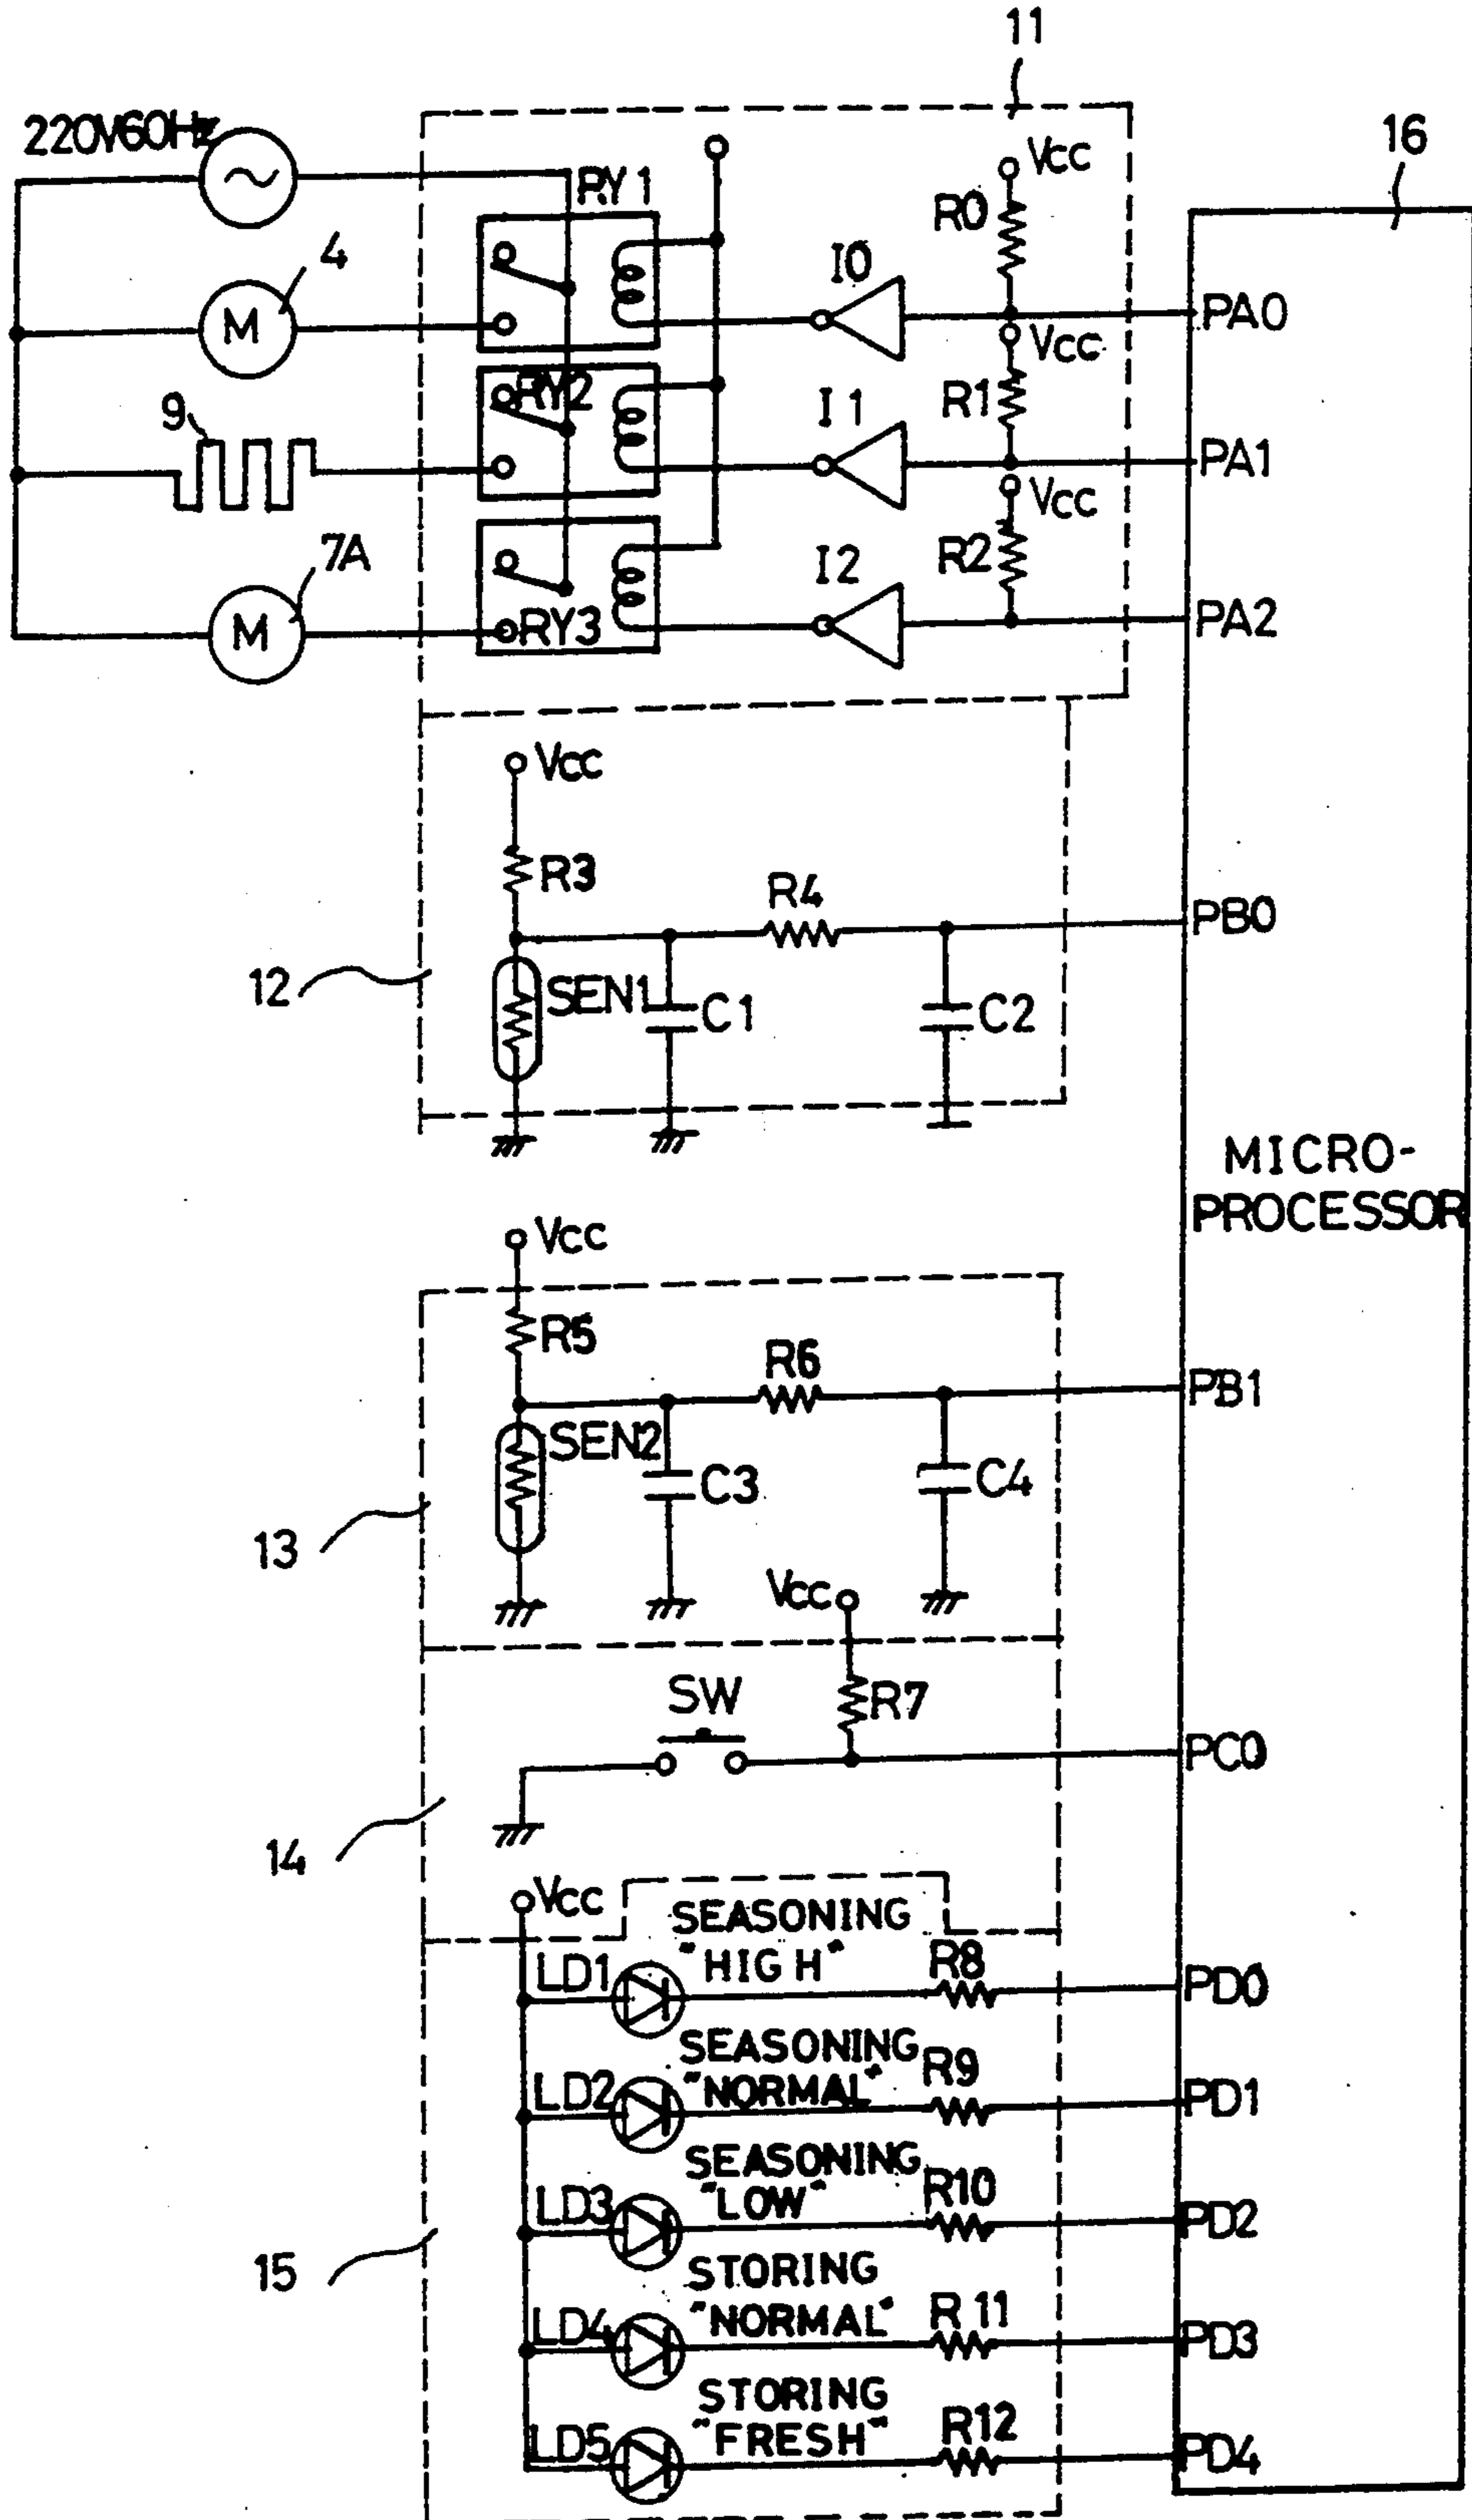 11
220V60Hz
16
VCC
RY1
R0
4
I0
PA0
VCC
RY2
R1
9
I1
PA1
VCC
7A
R2
I2
RY3
PA2
VCC
R3
R4
PB0
12
SEN1
C1
C2
MICRO-
PROCESSOR
VCC
R5
R6
PB1
SEN2
C3
C4
13
VCC
SW
R7
PC0
14
VCC
SEASONING
"HIGH"
LD1
R8
PD0
SEASONING
"NORMAL"
LD2
R9
PD1
SEASONING
"LOW"
LD3
R10
PD2
15
STORING
"NORMAL"
LD4
R11
PD3
STORING
"FRESH"
LD5
R12
PD4
M
M